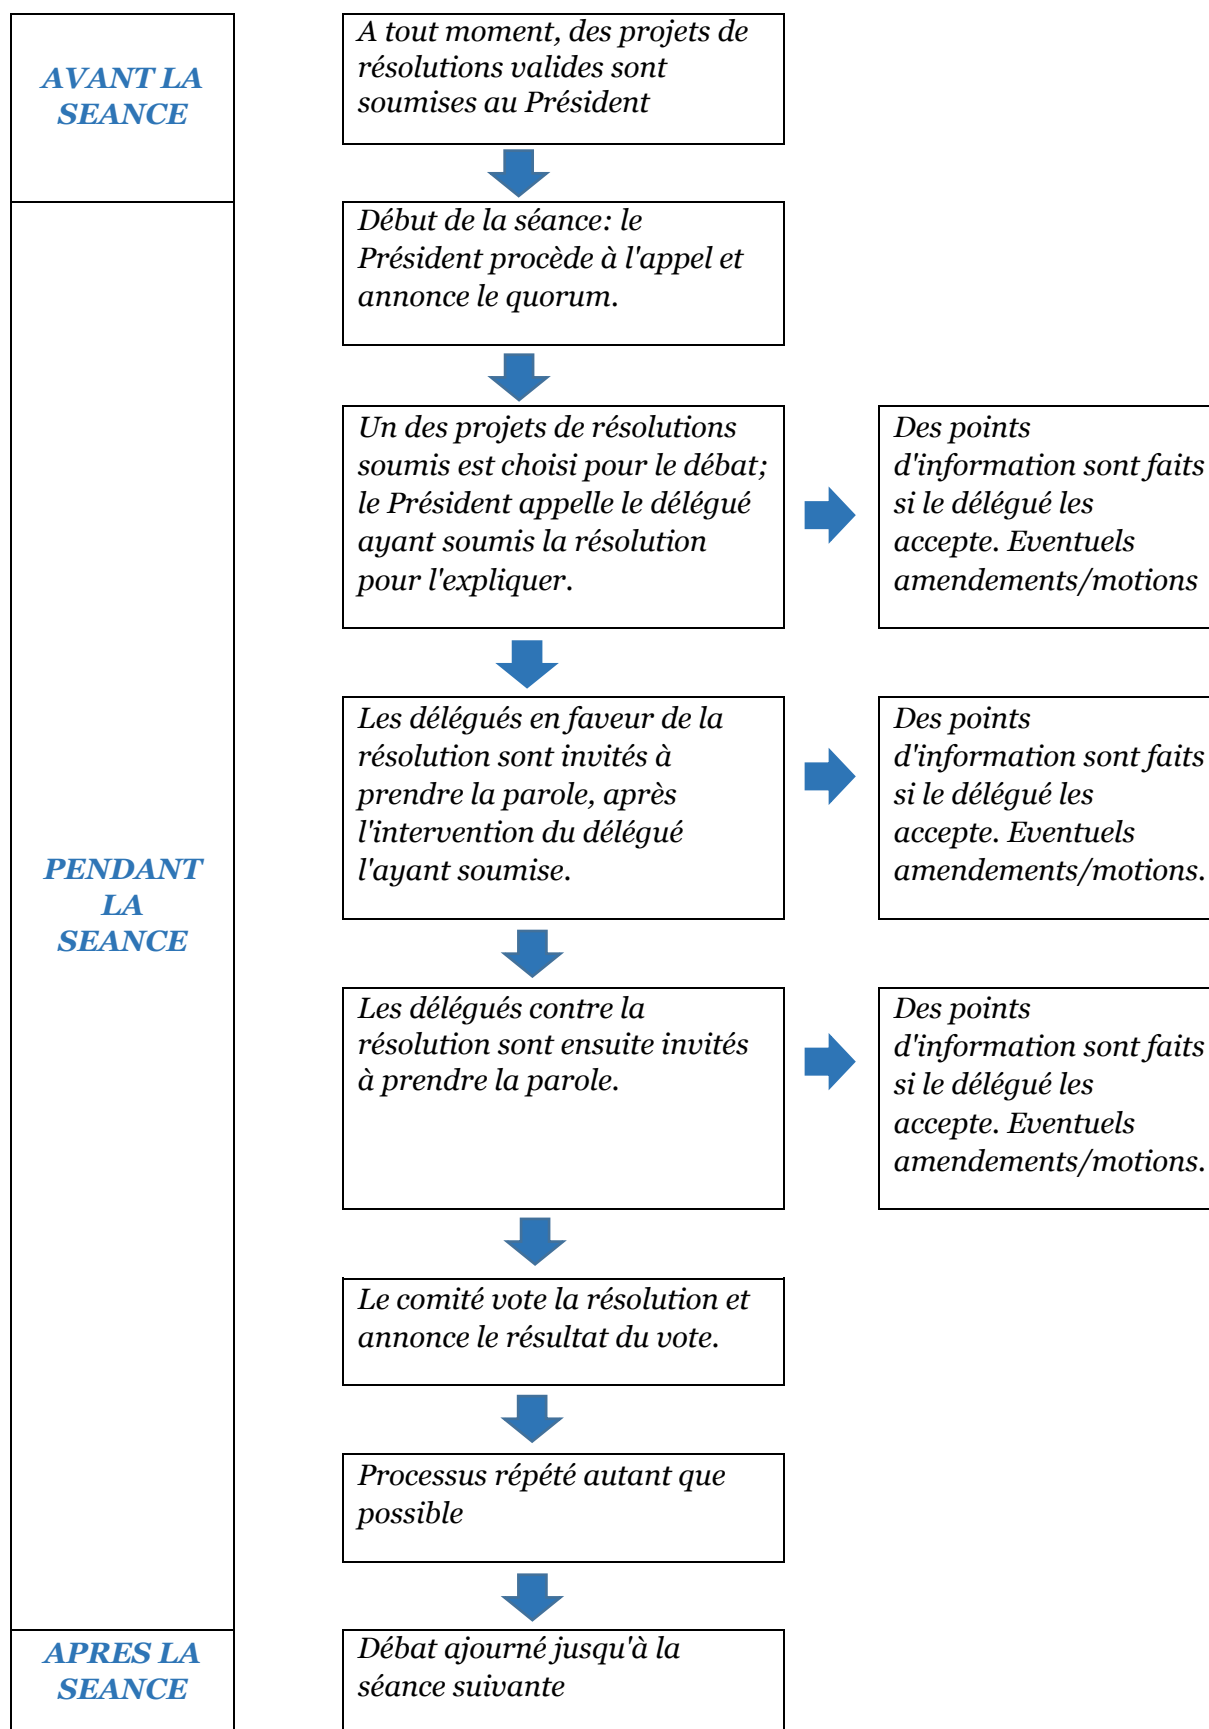 AVANT LA
SEANCE
A tout moment, des projets de
résolutions valides sont
soumises au Président
Début de la séance: le
Président procède à l'appel et
annonce le quorum.
Un des projets de résolutions
soumis est choisi pour le débat;
le Président appelle le délégué
ayant soumis la résolution
pour l'expliquer.
Des points
d'information sont faits
si le délégué les
accepte. Eventuels
amendements/motions
Les délégués en faveur de la
résolution sont invités à
prendre la parole, après
l'intervention du délégué
l'ayant soumise.
Des points
d'information sont faits
si le délégué les
accepte. Eventuels
amendements/motions.
PENDANT
LA
SEANCE
Les délégués contre la
résolution sont ensuite invités
à prendre la parole.
Des points
d'information sont faits
si le délégué les
accepte. Eventuels
amendements/motions.
Le comité vote la résolution et
annonce le résultat du vote.
Processus répété autant que
possible
APRES LA
SEANCE
Débat ajourné jusqu'à la
séance suivante